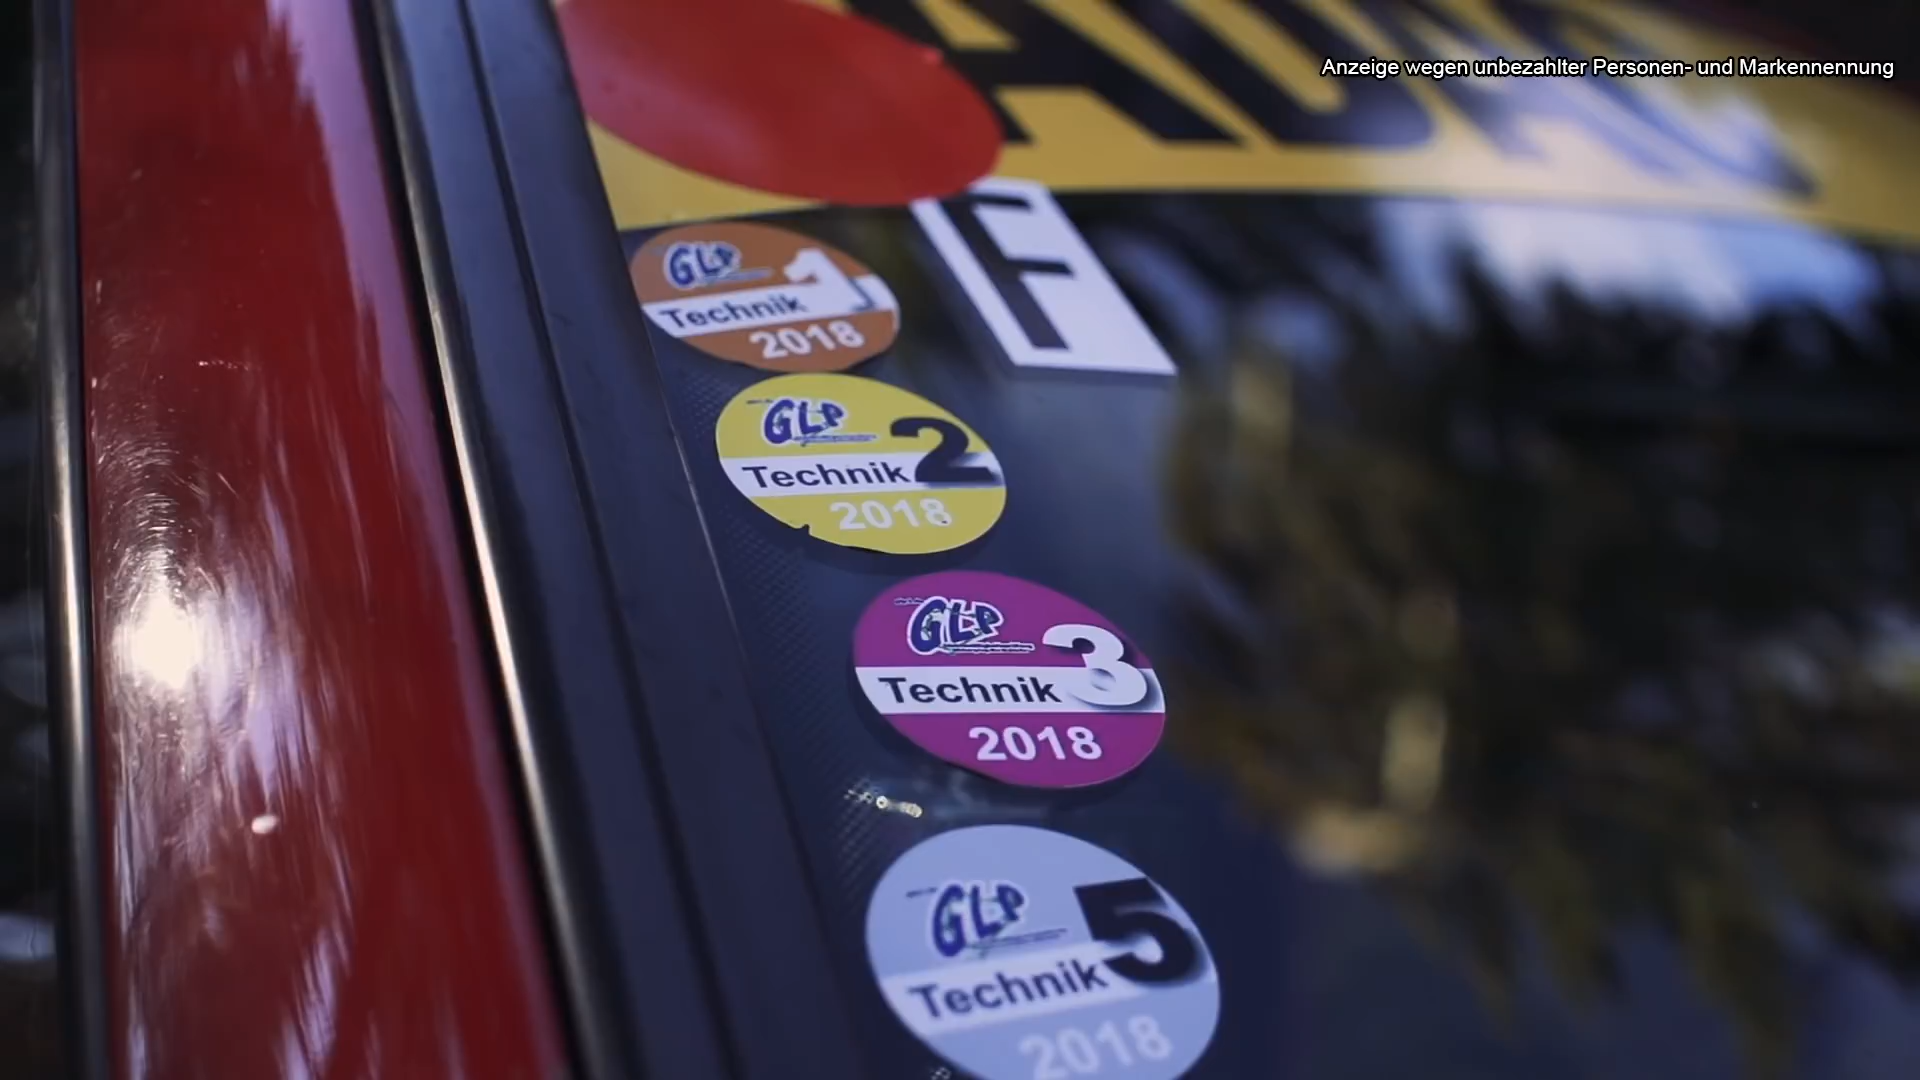 Anzeige wegen unbezahlter Personen- und Markennennung
ADAC
F
GLP
1
Technik
2018
GLP
2
Technik
2018
GLP
3
Technik
2018
GLP
5
Technik
2018